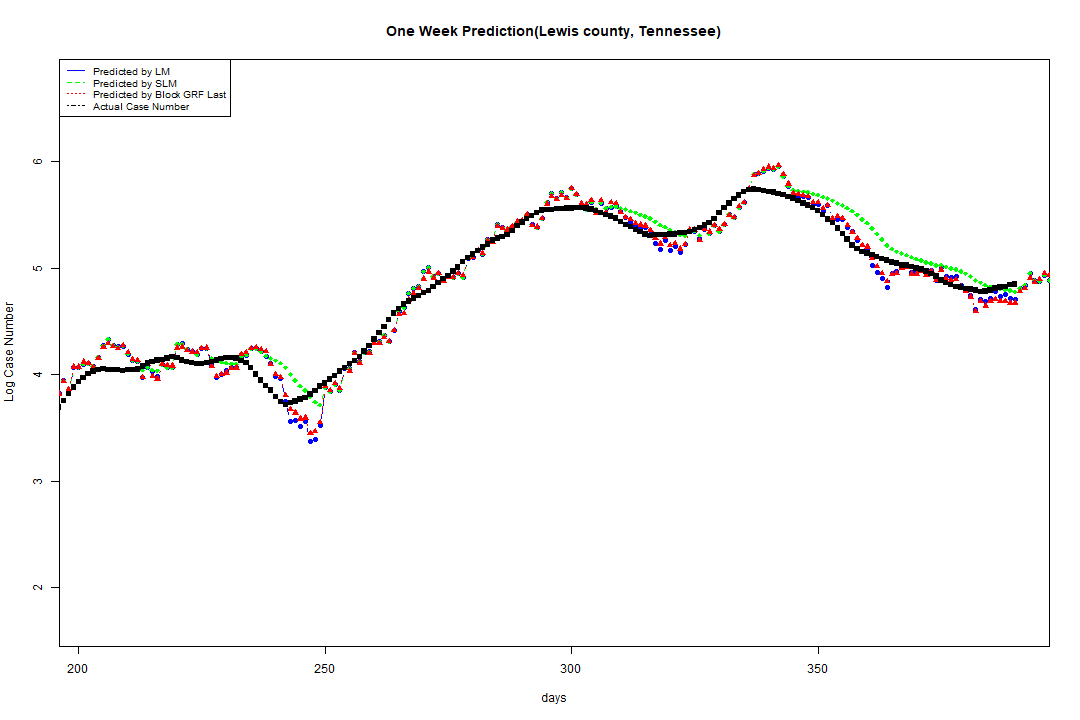 One Week Prediction(Lewis county, Tennessee)
Predicted by LM
Predicted by SLM
Predicted by Block GRF Last
Actual Case Number
6
5
4
3
2
Log Case Number
200
250
300
350
days